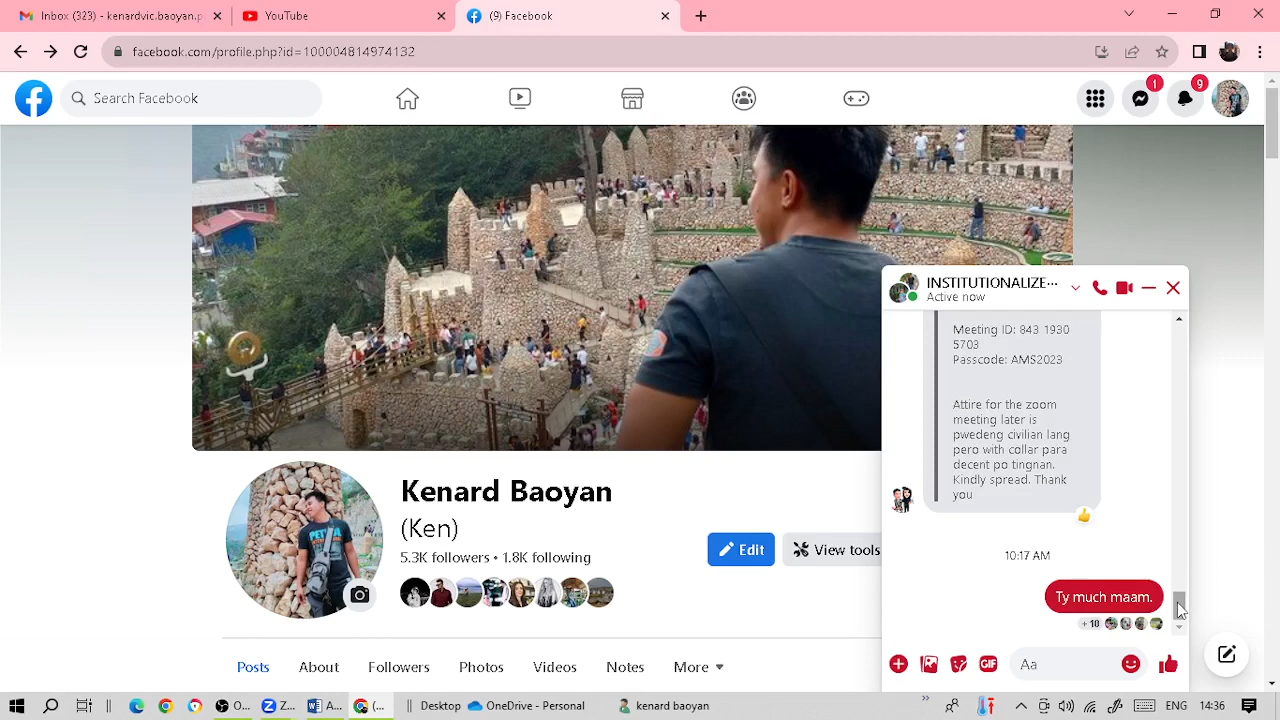 Inbox (323) - kenardvic.baoyan.p
YouTube
(9) Facebook
facebook.com/profile.php?id=100004814974132
Search Facebook
1
9
INSTITUTIONALIZE...
Active now
Meeting ID: 843 1930
5703
Passcode: AMS2023
Attire for the zoom
meeting later is
pwedeng civilian lang
pero with collar para
decent po tingnan.
Kindly spread. Thank
you
10:17 AM
Ty much maam.
+10
GIF
Aa
Kenard Baoyan
(Ken)
5.3K followers • 1.8K following
Edit
View tools
Posts
About
Followers
Photos
Videos
Notes
More
O...
Z...
A...
(...
Desktop
OneDrive - Personal
kenard baoyan
ENG
14:36